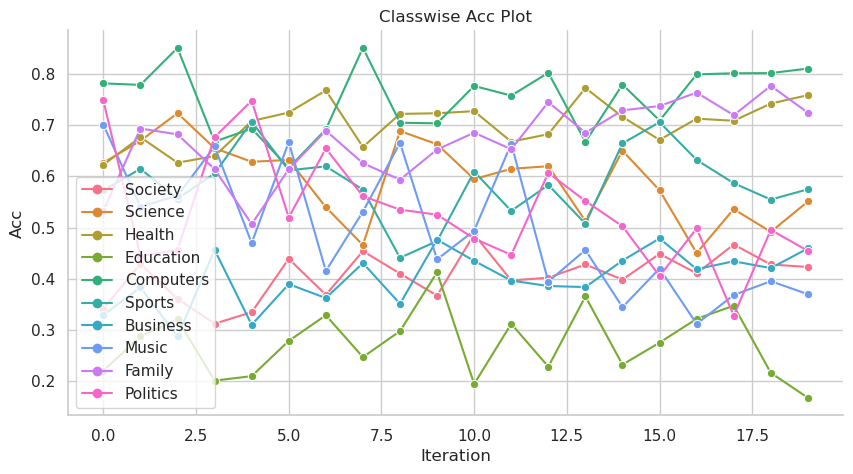 Classwise Acc Plot
Acc
0.8
0.7
0.6
0.5
0.4
0.3
0.2
Society
Science
Health
Education
Computers
Sports
Business
Music
Family
Politics
0.0 2.5 5.0 7.5 10.0 12.5 15.0 17.5
Iteration